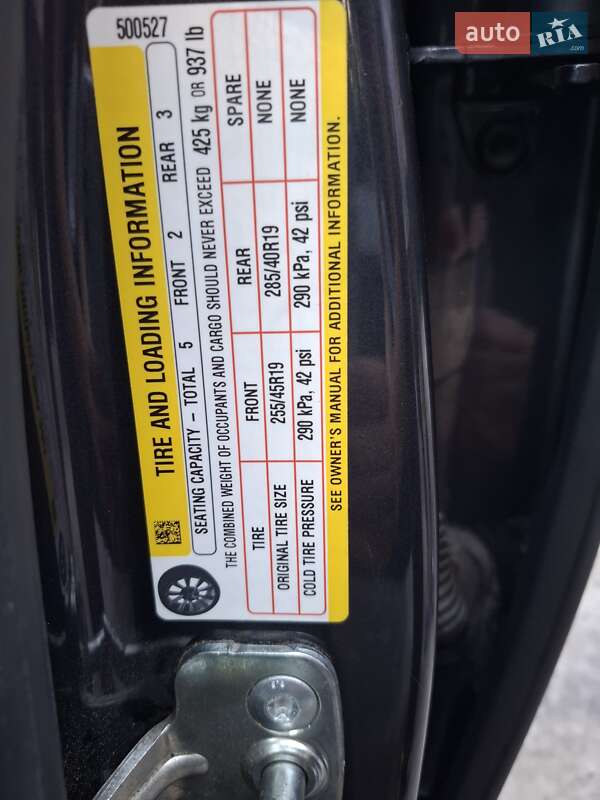 auto RIA.com
500527
TIRE AND LOADING INFORMATION
SEATING CAPACITY – TOTAL 5 FRONT 2 REAR 3
THE COMBINED WEIGHT OF OCCUPANTS AND CARGO SHOULD NEVER EXCEED 425 kg OR 937 lb
TIRE FRONT REAR SPARE
ORIGINAL TIRE SIZE 255/45R19 285/40R19 NONE
COLD TIRE PRESSURE 290 kPa, 42 psi 290 kPa, 42 psi NONE
SEE OWNER'S MANUAL FOR ADDITIONAL INFORMATION.